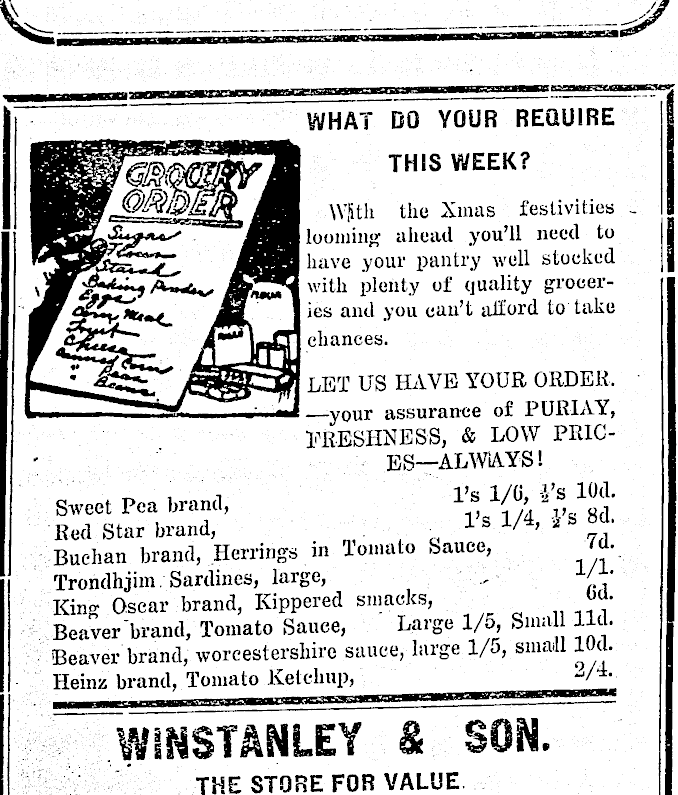 WHAT DO YOUR REQUIRE
THIS WEEK?
GROCERY
ORDER
Sugar
Flour
Starch
Baking Powder
Eggs
Corn Meal
Fruit
Cheese
Canned Corn
" Peas
" Beans
FLOUR
With the Xmas festivities
looming ahead you'll need to
have your pantry well stocked
with plenty of quality grocer-
ies and you can't afford to take
chances.
LET US HAVE YOUR ORDER.
—your assurance of PURIAY,
FRESHNESS, & LOW PRIC-
ES—ALWAYS!
Sweet Pea brand, 1's 1/6, ½'s 10d.
Red Star brand, 1's 1/4, ½'s 8d.
Buchan brand, Herrings in Tomato Sauce, 7d.
Trondhjim Sardines, large, 1/1.
King Oscar brand, Kippered smacks, 6d.
Beaver brand, Tomato Sauce, Large 1/5, Small 11d.
Beaver brand, worcestershire sauce, large 1/5, small 10d.
Heinz brand, Tomato Ketchup, 2/4.
WINSTANLEY & SON.
THE STORE FOR VALUE.